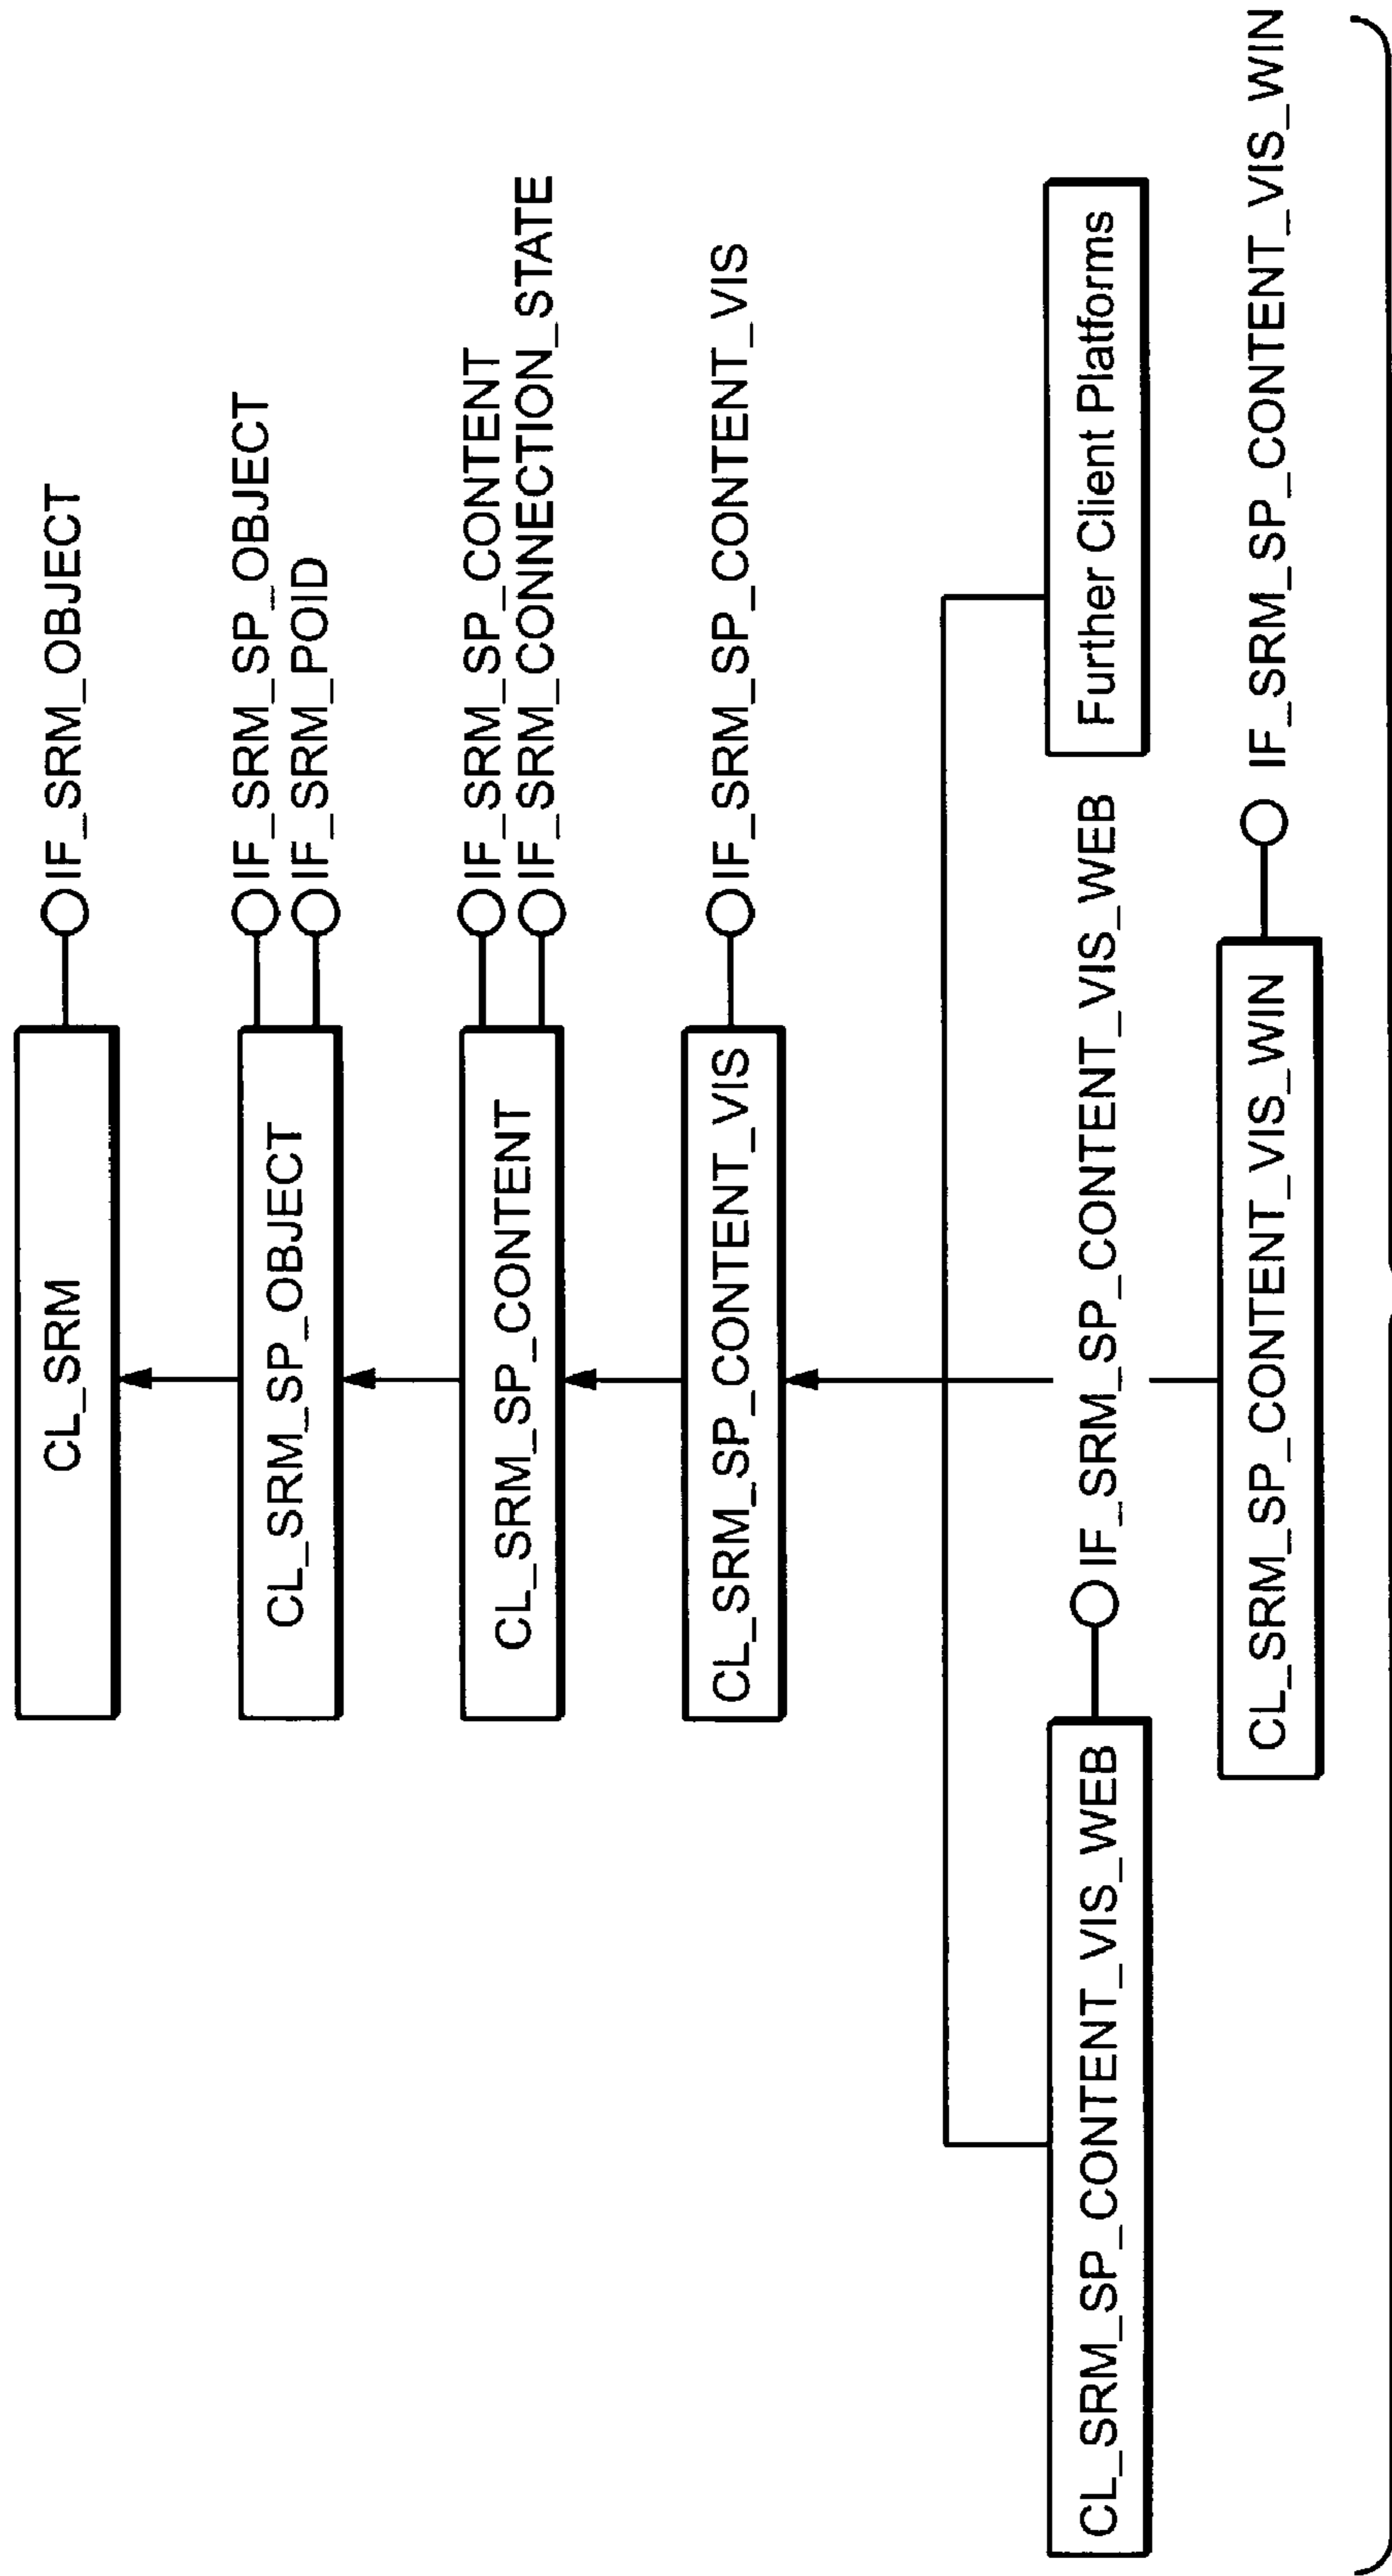 CL_SRM
IF_SRM_OBJECT
CL_SRM_SP_OBJECT
IF_SRM_SP_OBJECT
IF_SRM_POID
CL_SRM_SP_CONTENT
IF_SRM_SP_CONTENT
IF_SRM_CONNECTION_STATE
CL_SRM_SP_CONTENT_VIS
IF_SRM_SP_CONTENT_VIS
CL_SRM_SP_CONTENT_VIS_WEB
IF_SRM_SP_CONTENT_VIS_WEB
Further Client Platforms
CL_SRM_SP_CONTENT_VIS_WIN
IF_SRM_SP_CONTENT_VIS_WIN